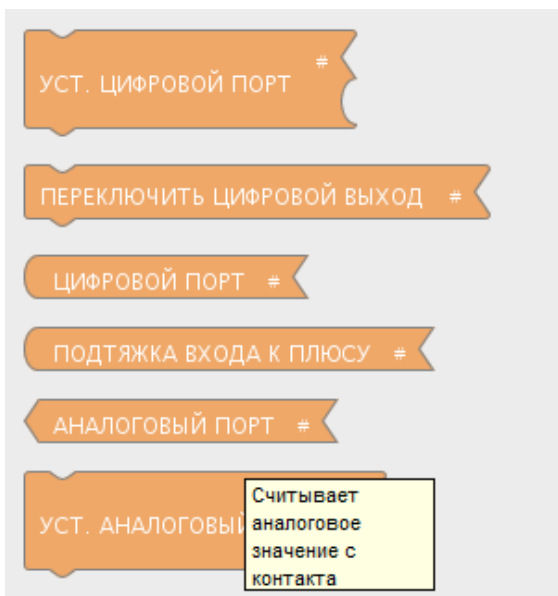 #
УСТ. ЦИФРОВОЙ ПОРТ
ПЕРЕКЛЮЧИТЬ ЦИФРОВОЙ ВЫХОД #
ЦИФРОВОЙ ПОРТ #
ПОДТЯЖКА ВХОДА К ПЛЮСУ #
АНАЛОГОВЫЙ ПОРТ #
УСТ. АНАЛОГОВЫЙ
Считывает
аналоговое
значение с
контакта